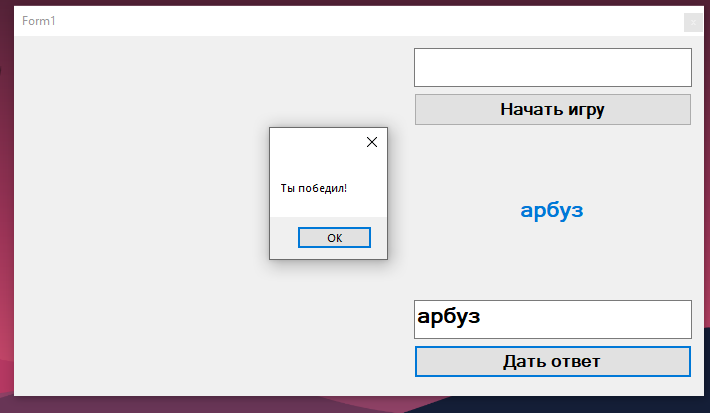 Form1
Начать игру
Ты победил!
OK
арбуз
арбуз
Дать ответ